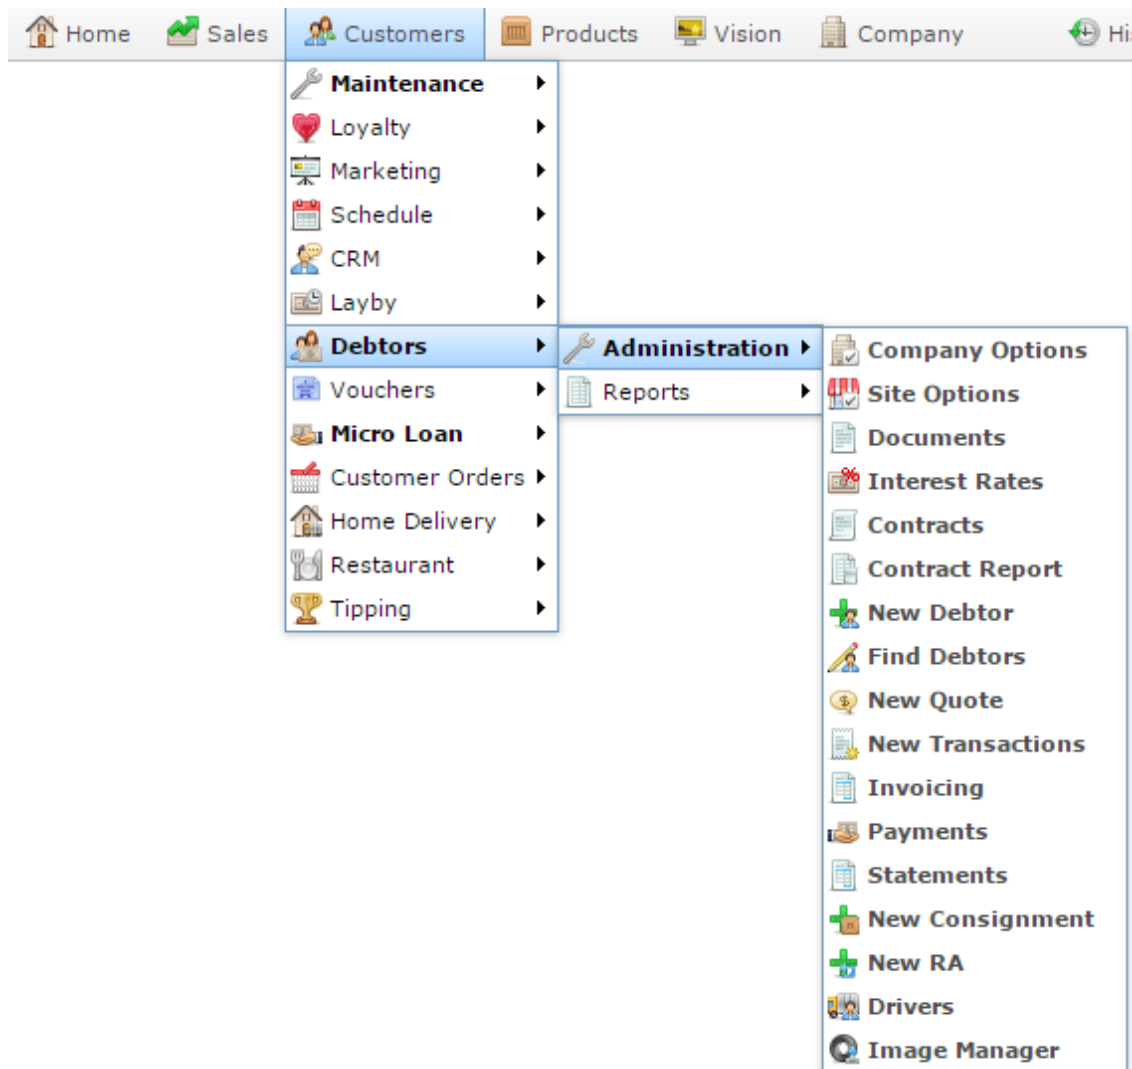 Home Sales Customers Products Vision Company
Maintenance
Loyalty
Marketing
Schedule
CRM
Layby
Debtors
Vouchers
Micro Loan
Customer Orders
Home Delivery
Restaurant
Tipping
Administration
Reports
Company Options
Site Options
Documents
Interest Rates
Contracts
Contract Report
New Debtor
Find Debtors
New Quote
New Transactions
Invoicing
Payments
Statements
New Consignment
New RA
Drivers
Image Manager